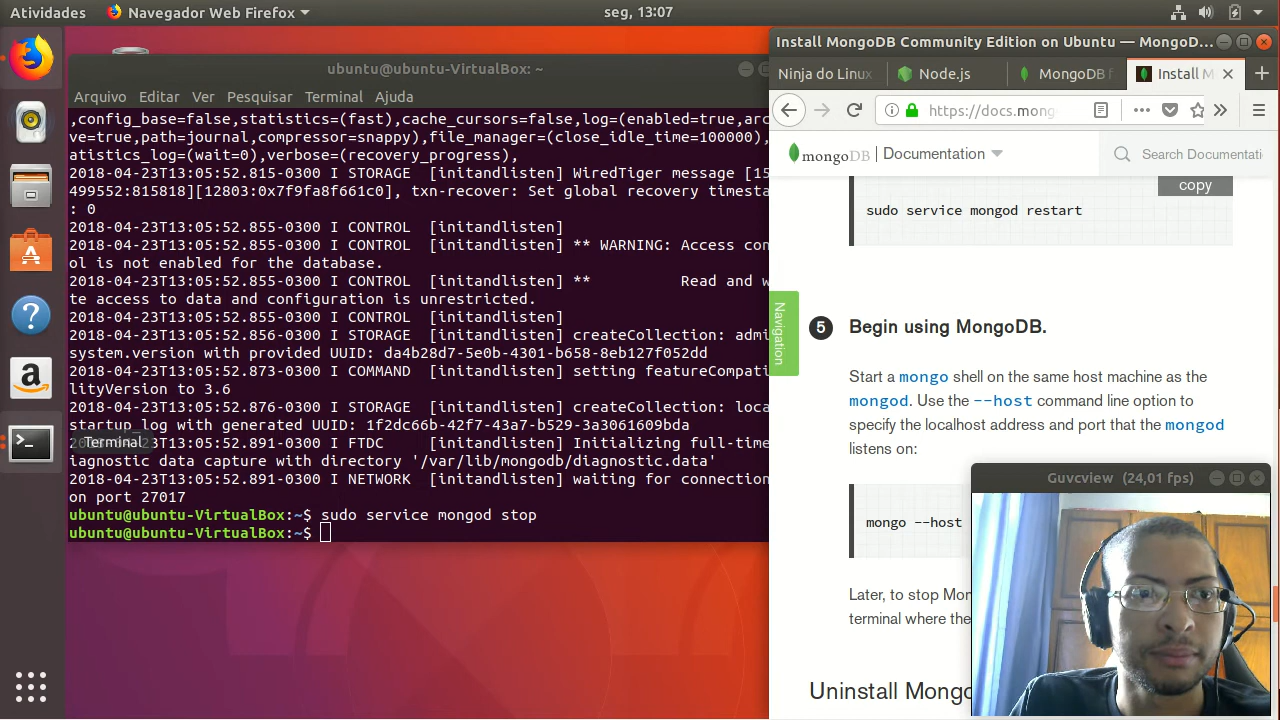 Atividades
Navegador Web Firefox
seg, 13:07
ubuntu@ubuntu-VirtualBox: ~
Arquivo Editar Ver Pesquisar Terminal Ajuda
,config_base=false,statistics=(fast),cache_cursors=false,log=(enabled=true,arc
ve=true,path=journal,compressor=snappy),file_manager=(close_idle_time=100000),
atistics_log=(wait=0),verbose=(recovery_progress),
2018-04-23T13:05:52.815-0300 I STORAGE  [initandlisten] WiredTiger message [15
499552:815818][12803:0x7f9fa8f661c0], txn-recover: Set global recovery timesta
: 0
2018-04-23T13:05:52.855-0300 I CONTROL  [initandlisten]
2018-04-23T13:05:52.855-0300 I CONTROL  [initandlisten] ** WARNING: Access con
ol is not enabled for the database.
2018-04-23T13:05:52.855-0300 I CONTROL  [initandlisten] **          Read and w
te access to data and configuration is unrestricted.
2018-04-23T13:05:52.855-0300 I CONTROL  [initandlisten]
2018-04-23T13:05:52.856-0300 I STORAGE  [initandlisten] createCollection: admi
system.version with provided UUID: da4b28d7-5e0b-4301-b658-8eb127f052dd
2018-04-23T13:05:52.873-0300 I COMMAND  [initandlisten] setting featureCompati
lityVersion to 3.6
2018-04-23T13:05:52.876-0300 I STORAGE  [initandlisten] createCollection: loca
startup_log with generated UUID: 1f2dc66b-42f7-43a7-b529-3a3061609bda
Terminal
2018-04-23T13:05:52.891-0300 I FTDC     [initandlisten] Initializing full-time
iagnostic data capture with directory '/var/lib/mongodb/diagnostic.data'
2018-04-23T13:05:52.891-0300 I NETWORK  [initandlisten] waiting for connection
on port 27017
ubuntu@ubuntu-VirtualBox:~$ sudo service mongod stop
ubuntu@ubuntu-VirtualBox:~$
Install MongoDB Community Edition on Ubuntu — MongoD...
Ninja do Linux
Node.js
MongoDB f
Install M
https://docs.mong
mongoDB | Documentation
Search Documentati
copy
sudo service mongod restart
Navigation
5 Begin using MongoDB.
Start a mongo shell on the same host machine as the
mongod. Use the --host command line option to
specify the localhost address and port that the mongod
listens on:
mongo --host
Later, to stop Mon
terminal where the
Uninstall Mongo
Guvcview (24,01 fps)